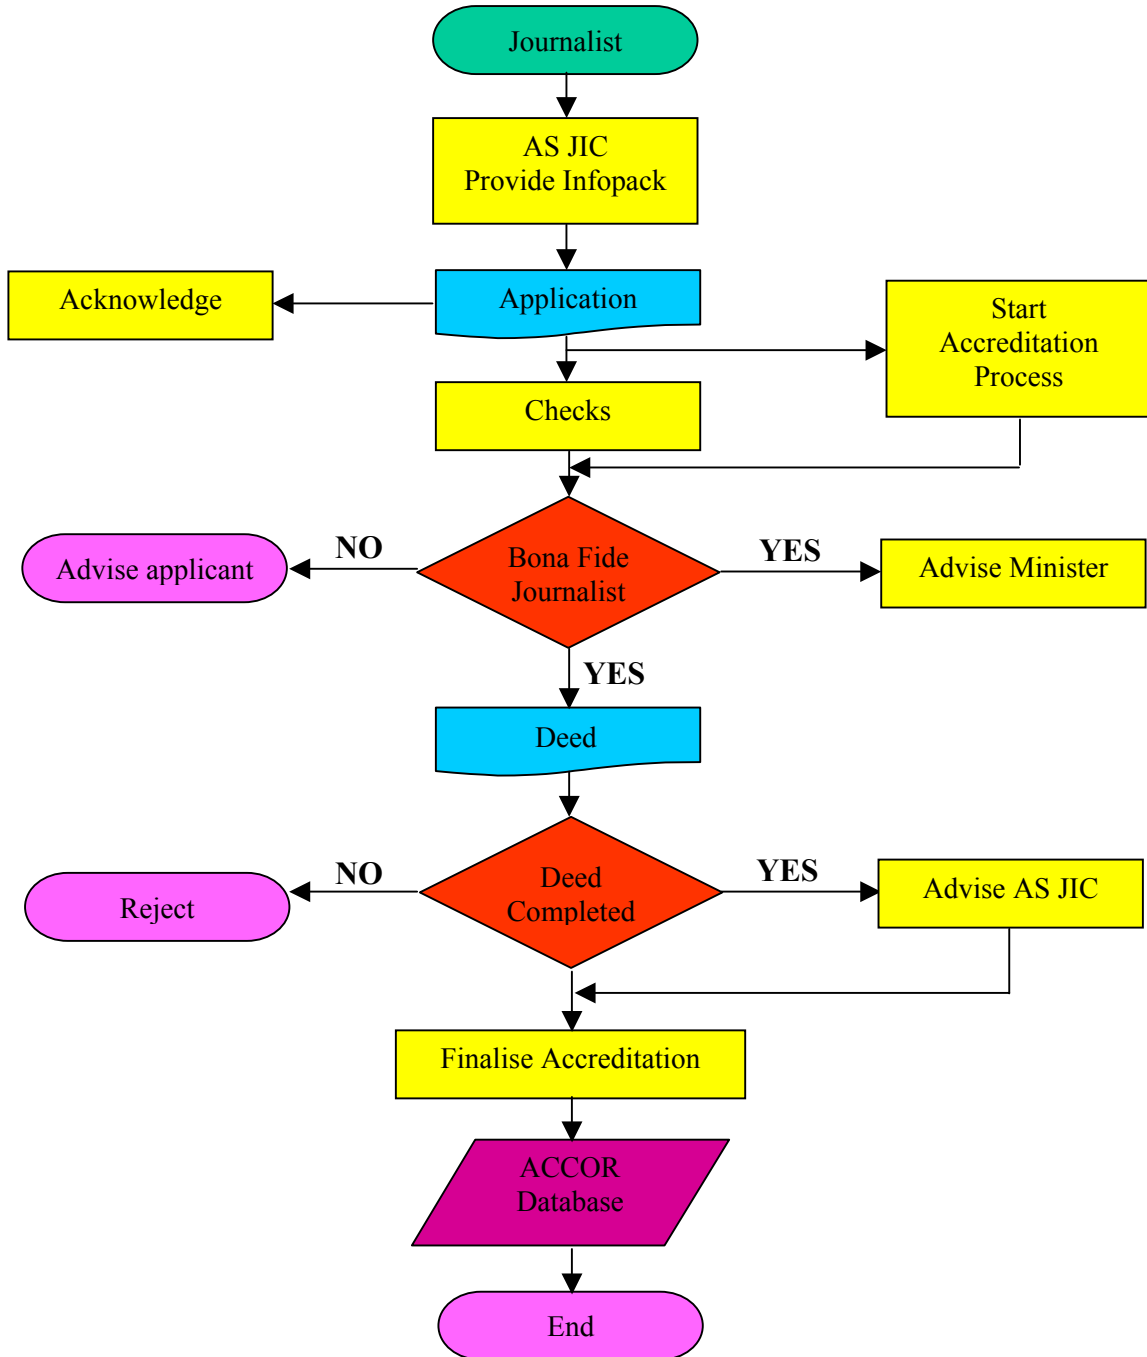 Journalist
AS JIC
Provide Infopack
Acknowledge
Application
Start
Accreditation
Process
Checks
Advise applicant
NO
Bona Fide
Journalist
YES
Advise Minister
YES
Deed
Reject
NO
Deed
Completed
YES
Advise AS JIC
Finalise Accreditation
ACCOR
Database
End